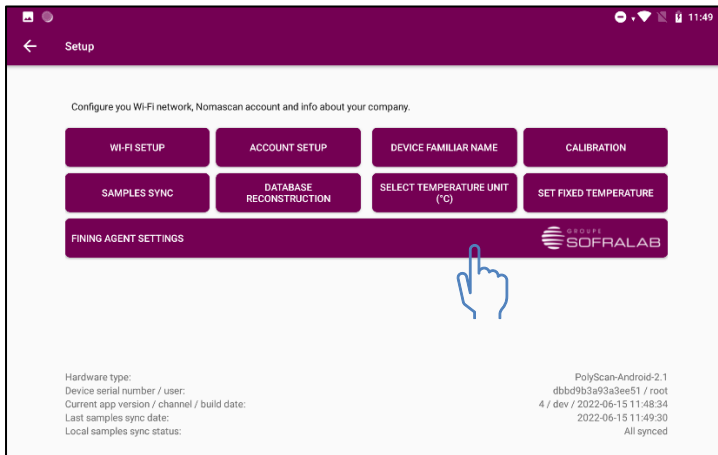 11:49
Setup
Configure you Wi-Fi network, Nomascan account and info about your company.
WI-FI SETUP
ACCOUNT SETUP
DEVICE FAMILIAR NAME
CALIBRATION
SAMPLES SYNC
DATABASE
RECONSTRUCTION
SELECT TEMPERATURE UNIT
(°C)
SET FIXED TEMPERATURE
FINING AGENT SETTINGS
GROUPE
SOFRALAB
Hardware type: PolyScan-Android-2.1
Device serial number / user: dbbd9b3a93a3ee51 / root
Current app version / channel / build date: 4 / dev / 2022-06-15 11:48:34
Last samples sync date: 2022-06-15 11:49:30
Local samples sync status: All synced